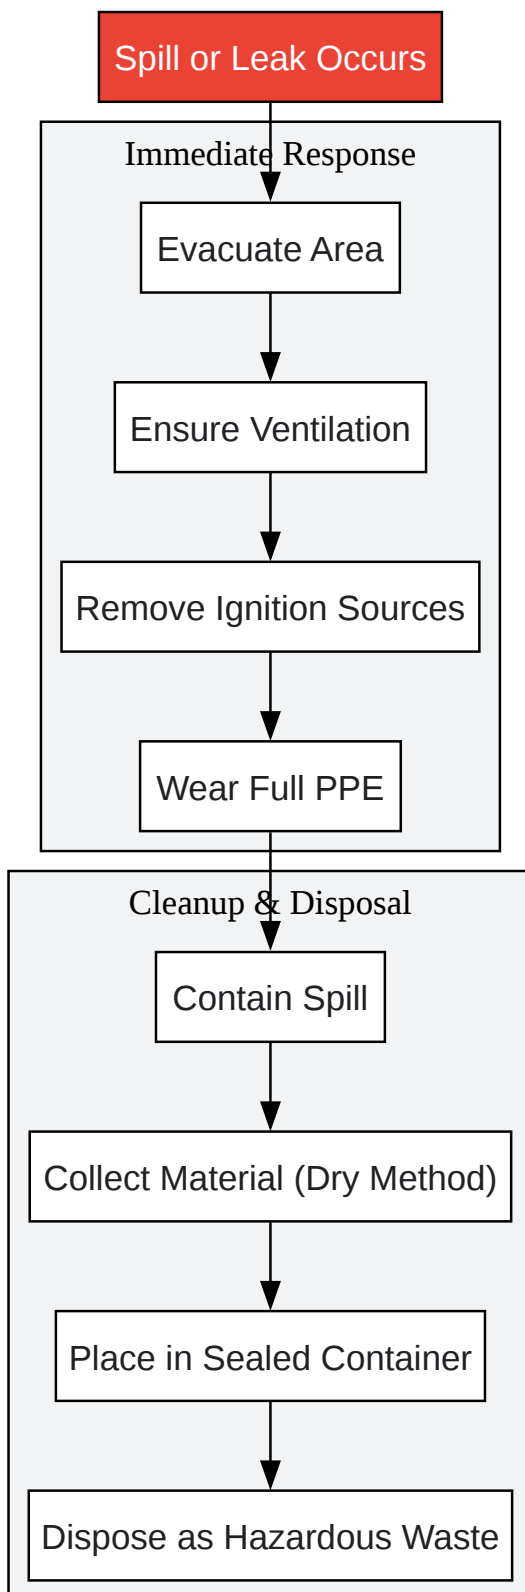 Spill or Leak Occurs
Immediate Response
Evacuate Area
Ensure Ventilation
Remove Ignition Sources
Wear Full PPE
Cleanup & Disposal
Contain Spill
Collect Material (Dry Method)
Place in Sealed Container
Dispose as Hazardous Waste